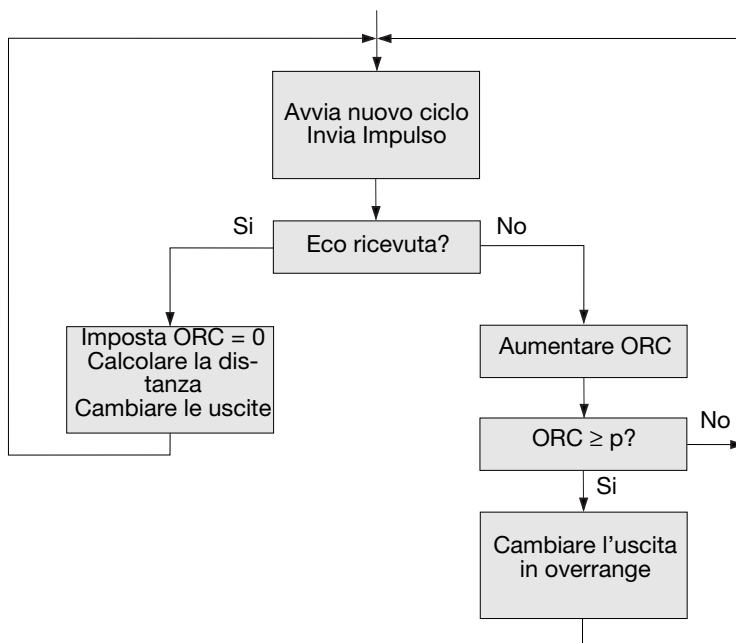 Avvia nuovo ciclo
Invia Impulso
Si
Eco ricevuta?
No
Imposta ORC = 0
Calcolare la dis-
tanza
Cambiare le uscite
Aumentare ORC
ORC ≥ p?
No
Si
Cambiare l'uscita
in overrange